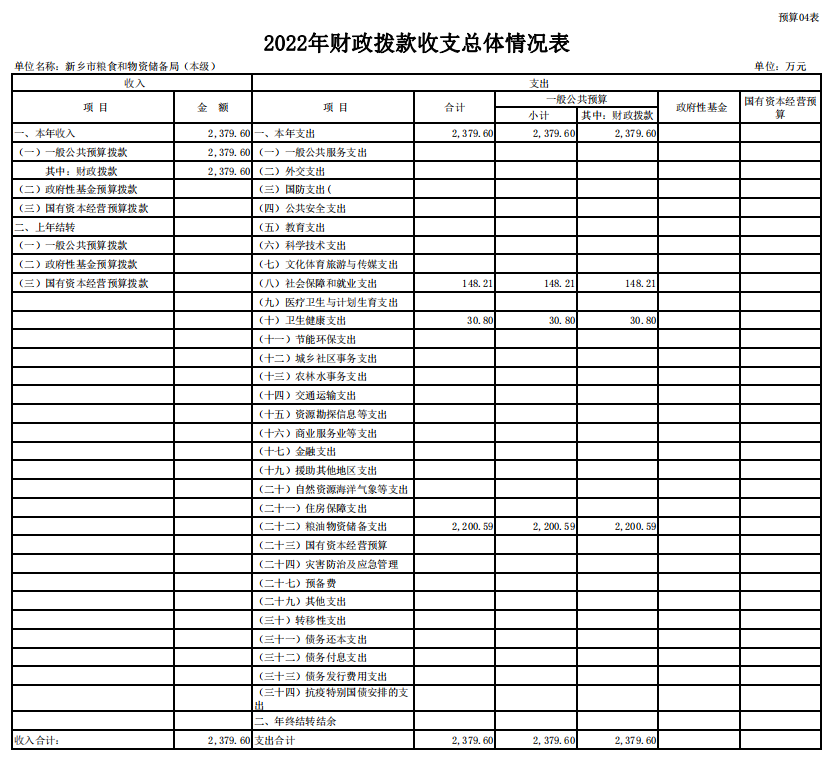 预算04表
2022年财政拨款收支总体情况表
单位名称：新乡市粮食和物资储备局（本级） 单位：万元
收入 支出
项 目 金 额 项 目 合计 一般公共预算 政府性基金 国有资本经营预算
小计 其中：财政拨款
一、本年收入 2,379.60 一、本年支出 2,379.60 2,379.60 2,379.60
（一）一般公共预算拨款 2,379.60 （一）一般公共服务支出
其中：财政拨款 2,379.60 （二）外交支出
（二）政府性基金预算拨款 （三）国防支出(
（三）国有资本经营预算拨款 （四）公共安全支出
二、上年结转 （五）教育支出
（一）一般公共预算拨款 （六）科学技术支出
（二）政府性基金预算拨款 （七）文化体育旅游与传媒支出
（三）国有资本经营预算拨款 （八）社会保障和就业支出 148.21 148.21 148.21
（九）医疗卫生与计划生育支出
（十）卫生健康支出 30.80 30.80 30.80
（十一）节能环保支出
（十二）城乡社区事务支出
（十三）农林水事务支出
（十四）交通运输支出
（十五）资源勘探信息等支出
（十六）商业服务业等支出
（十七）金融支出
（十九）援助其他地区支出
（二十）自然资源海洋气象等支出
（二十一）住房保障支出
（二十二）粮油物资储备支出 2,200.59 2,200.59 2,200.59
（二十三）国有资本经营预算
（二十四）灾害防治及应急管理
（二十七）预备费
（二十九）其他支出
（三十）转移性支出
（三十一）债务还本支出
（三十二）债务付息支出
（三十三）债务发行费用支出
（三十四）抗疫特别国债安排的支
出
二、年终结转结余
收入合计： 2,379.60 支出合计 2,379.60 2,379.60 2,379.60